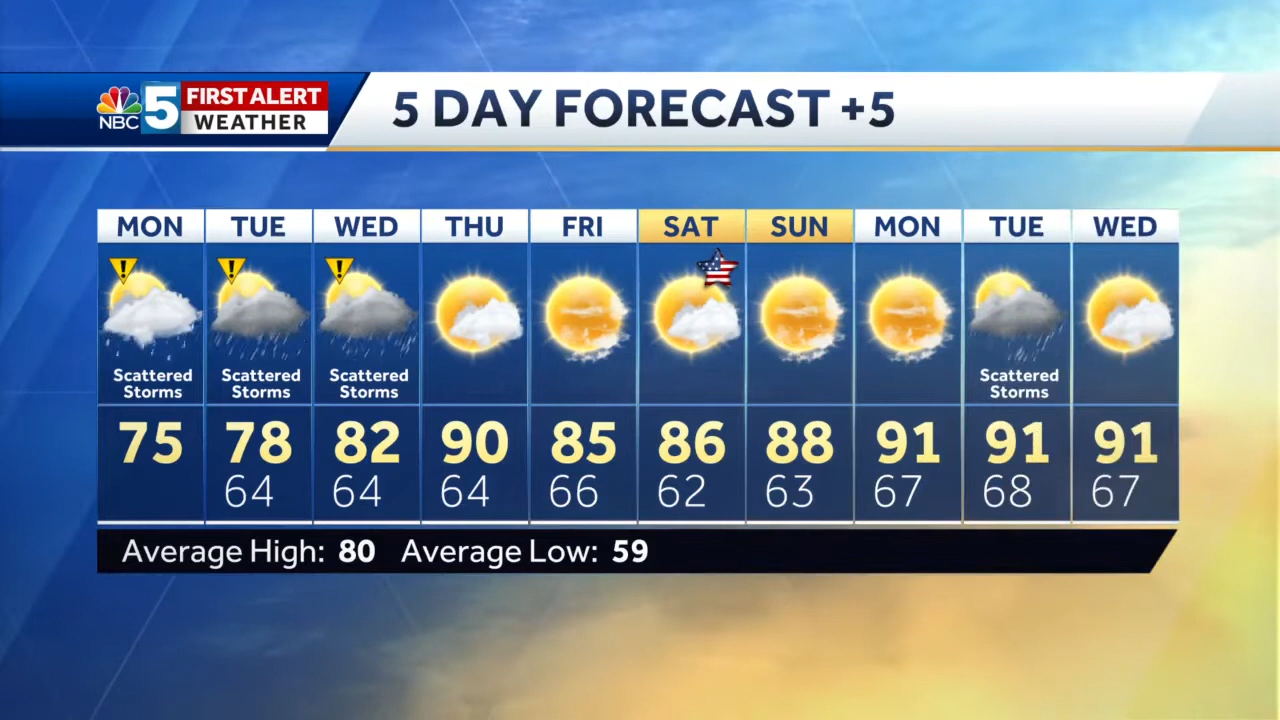 NBC 5 FIRST ALERT WEATHER
5 DAY FORECAST +5
MON TUE WED THU FRI SAT SUN MON TUE WED
! ! !
Scattered Storms Scattered Storms Scattered Storms Scattered Storms
75 78 82 90 85 86 88 91 91 91
64 64 64 66 62 63 67 68 67
Average High: 80 Average Low: 59